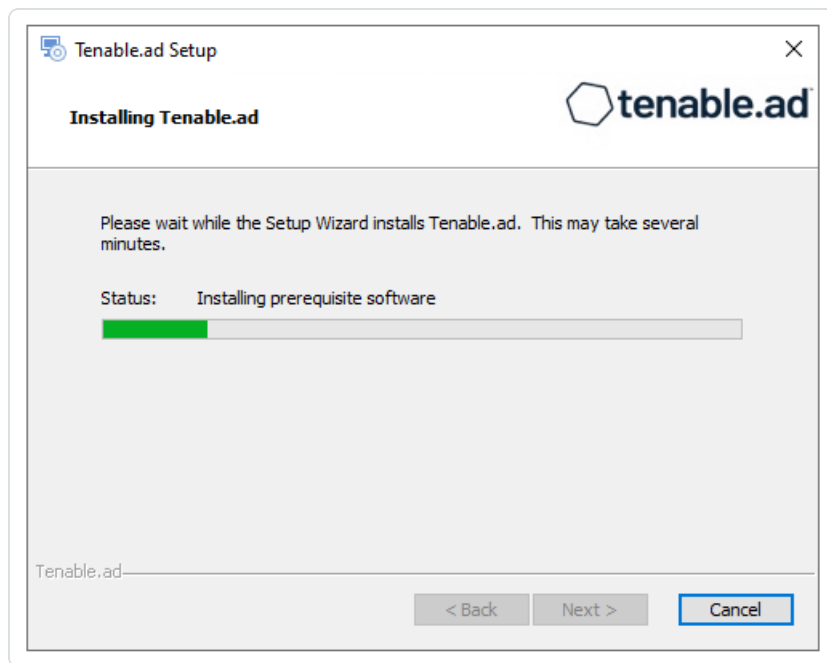 Tenable.ad Setup
Installing Tenable.ad
tenable.ad
Please wait while the Setup Wizard installs Tenable.ad. This may take several
minutes.
Status: Installing prerequisite software
Tenable.ad
< Back Next > Cancel